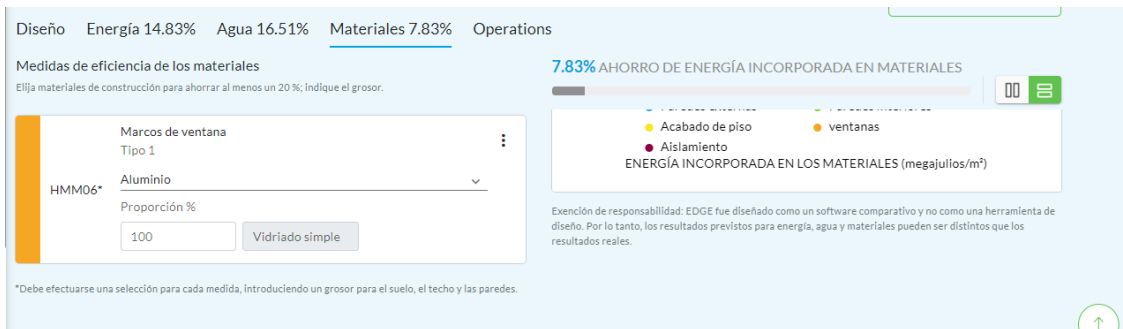 Diseño Energía 14.83% Agua 16.51% Materiales 7.83% Operations
Medidas de eficiencia de los materiales
Elija materiales de construcción para ahorrar al menos un 20 %; indique el grosor.
Marcos de ventana
Tipo 1
HMM06*
Aluminio
Proporción %
100 Vidriado simple
*Debe efectuarse una selección para cada medida, introduciendo un grosor para el suelo, el techo y las paredes.
7.83% AHORRO DE ENERGÍA INCORPORADA EN MATERIALES
Acabado de piso ventanas
Aislamiento
ENERGÍA INCORPORADA EN LOS MATERIALES (megajulios/m²)
Exención de responsabilidad: EDGE fue diseñado como un software comparativo y no como una herramienta de
diseño. Por lo tanto, los resultados previstos para energía, agua y materiales pueden ser distintos que los
resultados reales.